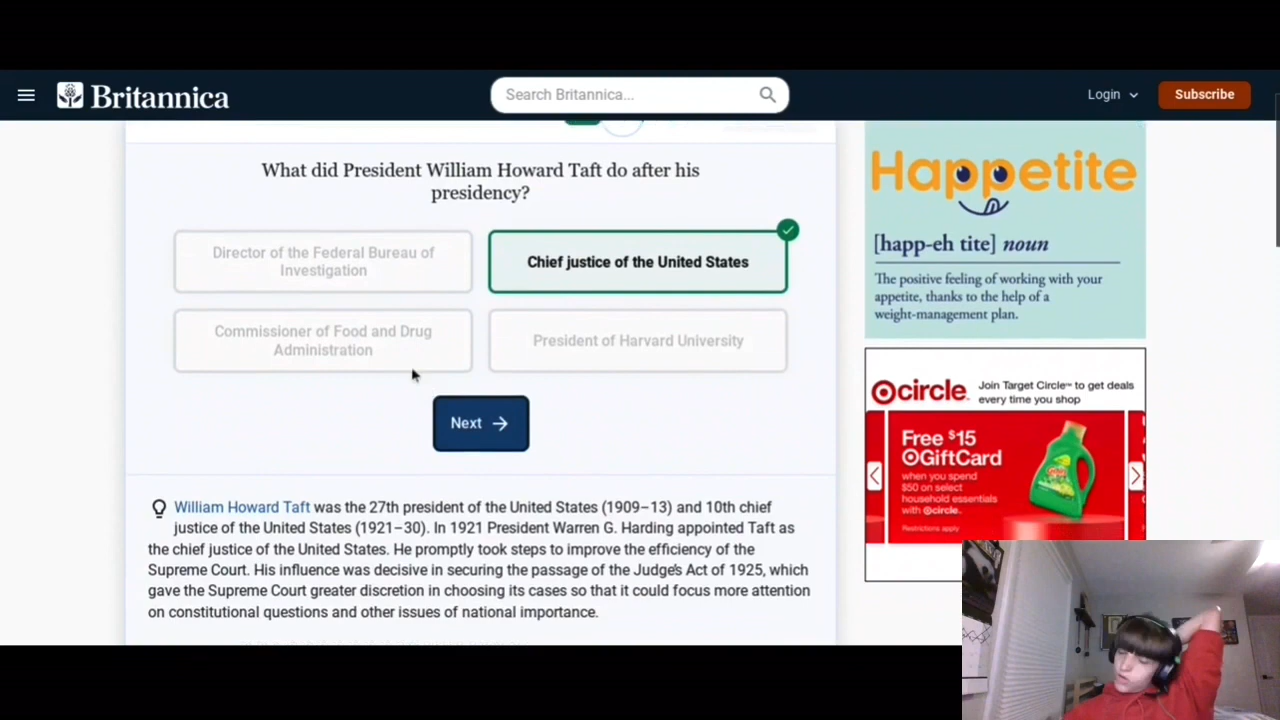 Britannica
Search Britannica...
Login
Subscribe
What did President William Howard Taft do after his
presidency?
Director of the Federal Bureau of
Investigation
Chief justice of the United States
Commissioner of Food and Drug
Administration
President of Harvard University
Next
William Howard Taft was the 27th president of the United States (1909–13) and 10th chief
justice of the United States (1921–30). In 1921 President Warren G. Harding appointed Taft as
the chief justice of the United States. He promptly took steps to improve the efficiency of the
Supreme Court. His influence was decisive in securing the passage of the Judge's Act of 1925, which
gave the Supreme Court greater discretion in choosing its cases so that it could focus more attention
on constitutional questions and other issues of national importance.
Happetite
[happ-eh tite] noun
The positive feeling of working with your
appetite, thanks to the help of a
weight-management plan.
circle
Join Target Circle™ to get deals
every time you shop
Free $15
GiftCard
when you spend
$50 on select
household essentials
with circle.
Restrictions apply
Gain